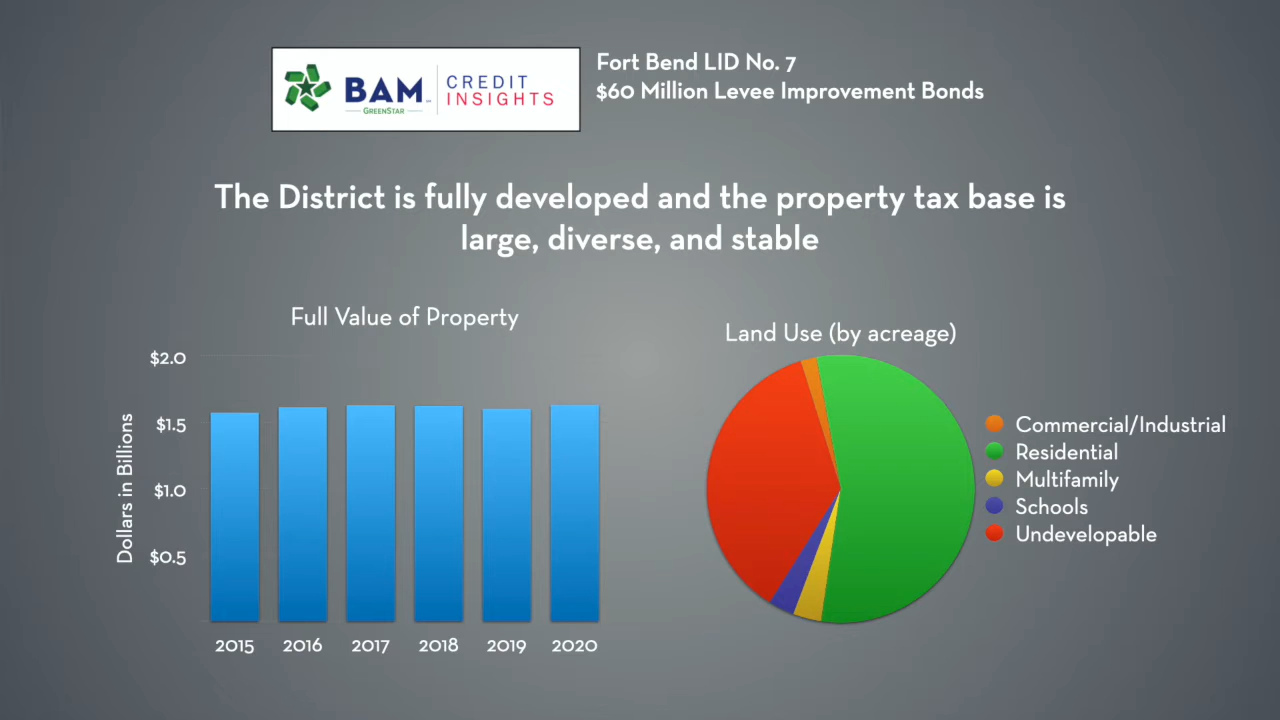 BAM
GREENSTAR
CREDIT
INSIGHTS
Fort Bend LID No. 7
$60 Million Levee Improvement Bonds
The District is fully developed and the property tax base is
large, diverse, and stable
Full Value of Property
Dollars in Billions
$2.0
$1.5
$1.0
$0.5
2015 2016 2017 2018 2019 2020
Land Use (by acreage)
Commercial/Industrial
Residential
Multifamily
Schools
Undevelopable